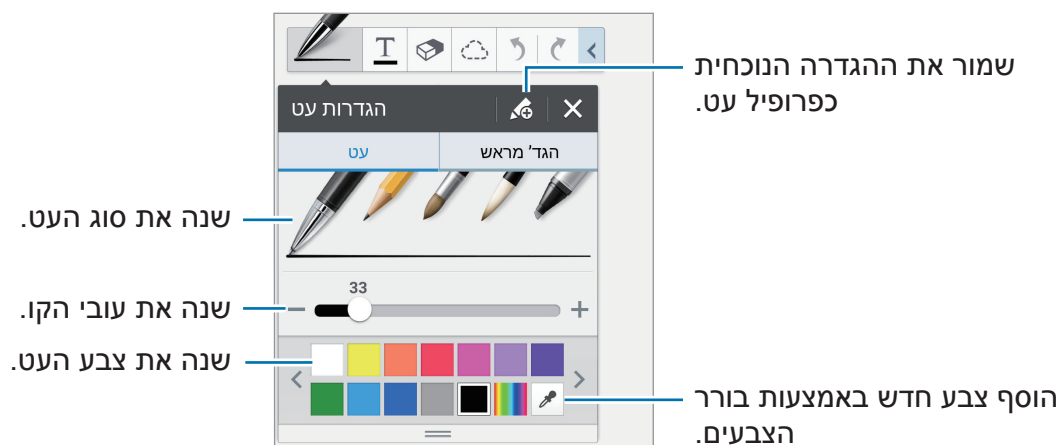 T
שמור את ההגדרה הנוכחית
כפרופיל עט.
הגדרות עט
עט
הגד' מראש
שנה את סוג העט.
33
שנה את עובי הקו.
שנה את צבע העט.
הוסף צבע חדש באמצעות בורר
הצבעים.